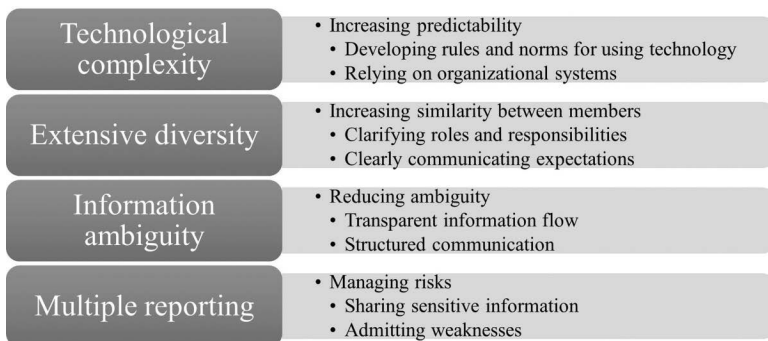 Technological
complexity
• Increasing predictability
• Developing rules and norms for using technology
• Relying on organizational systems
Extensive diversity
• Increasing similarity between members
• Clarifying roles and responsibilities
• Clearly communicating expectations
Information
ambiguity
• Reducing ambiguity
• Transparent information flow
• Structured communication
Multiple reporting
• Managing risks
• Sharing sensitive information
• Admitting weaknesses